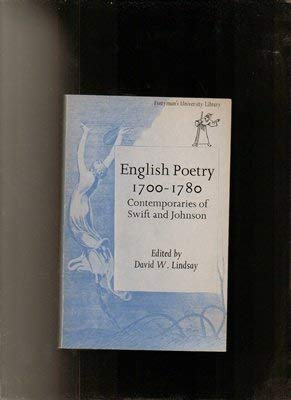 Everyman's University Library
English Poetry
1700-1780
Contemporaries of
Swift and Johnson
Edited by
David W. Lindsay